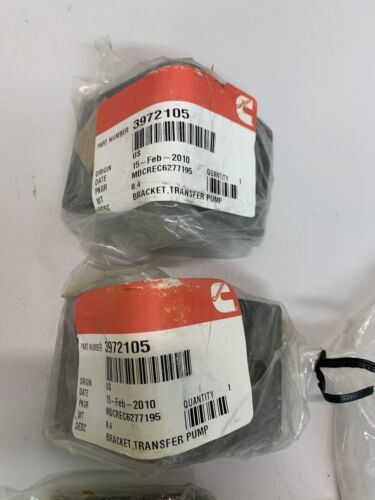 PART NUMBER 3972105
ORIGIN US
DATE 15-Feb-2010
PKGR MDCREC6277195 QUANTITY
.WT 0.4 1
DESC BRACKET,TRANSFER PUMP
PART NUMBER 3972105
ORIGIN US
DATE 15-Feb-2010
PKGR MDCREC6277195 QUANTITY 1
.WT 0.4
DESC BRACKET,TRANSFER PUMP